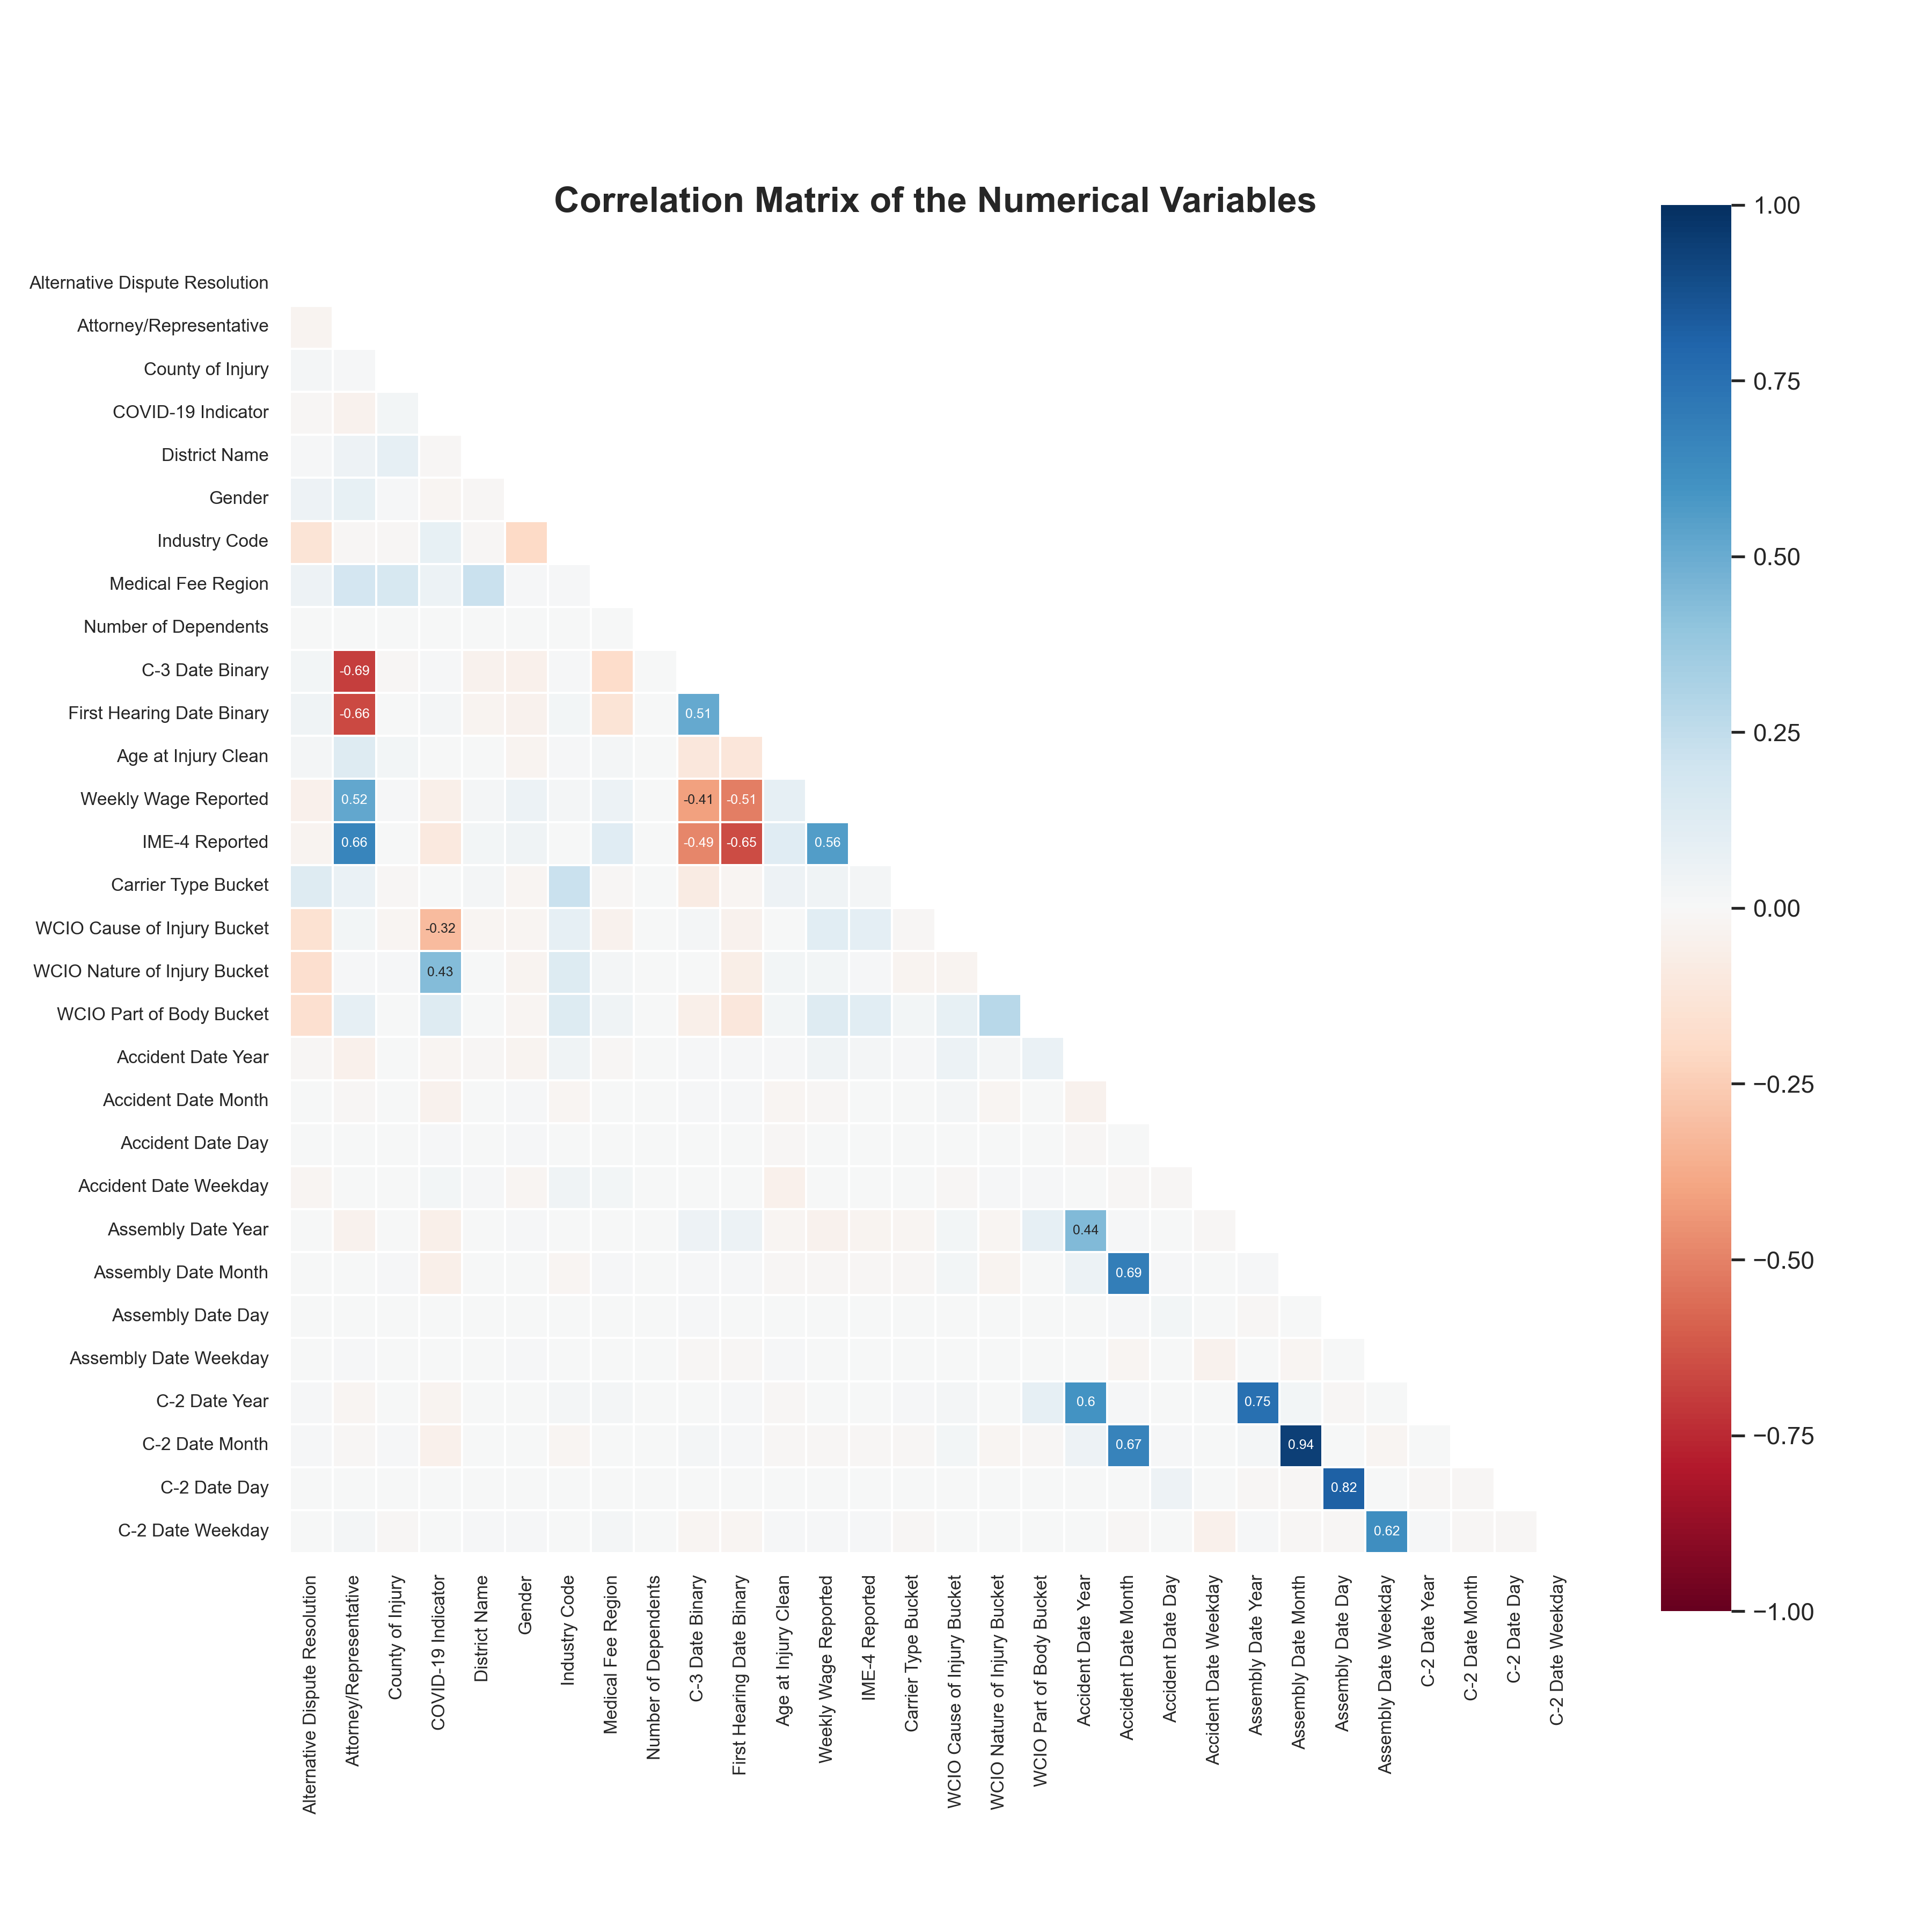 Correlation Matrix of the Numerical Variables
Alternative Dispute Resolution
Attorney/Representative
County of Injury
COVID-19 Indicator
District Name
Gender
Industry Code
Medical Fee Region
Number of Dependents
C-3 Date Binary -0.69
First Hearing Date Binary -0.66 0.51
Age at Injury Clean
Weekly Wage Reported 0.52 -0.41 -0.51
IME-4 Reported 0.66 -0.49 -0.65 0.56
Carrier Type Bucket
WCIO Cause of Injury Bucket -0.32
WCIO Nature of Injury Bucket 0.43
WCIO Part of Body Bucket
Accident Date Year
Accident Date Month
Accident Date Day
Accident Date Weekday
Assembly Date Year 0.44
Assembly Date Month 0.69
Assembly Date Day
Assembly Date Weekday
C-2 Date Year 0.6 0.75
C-2 Date Month 0.67 0.94
C-2 Date Day 0.82
C-2 Date Weekday 0.62
Alternative Dispute Resolution
Attorney/Representative
County of Injury
COVID-19 Indicator
District Name
Gender
Industry Code
Medical Fee Region
Number of Dependents
C-3 Date Binary
First Hearing Date Binary
Age at Injury Clean
Weekly Wage Reported
IME-4 Reported
Carrier Type Bucket
WCIO Cause of Injury Bucket
WCIO Nature of Injury Bucket
WCIO Part of Body Bucket
Accident Date Year
Accident Date Month
Accident Date Day
Accident Date Weekday
Assembly Date Year
Assembly Date Month
Assembly Date Day
Assembly Date Weekday
C-2 Date Year
C-2 Date Month
C-2 Date Day
C-2 Date Weekday
1.00
0.75
0.50
0.25
0.00
−0.25
−0.50
−0.75
−1.00